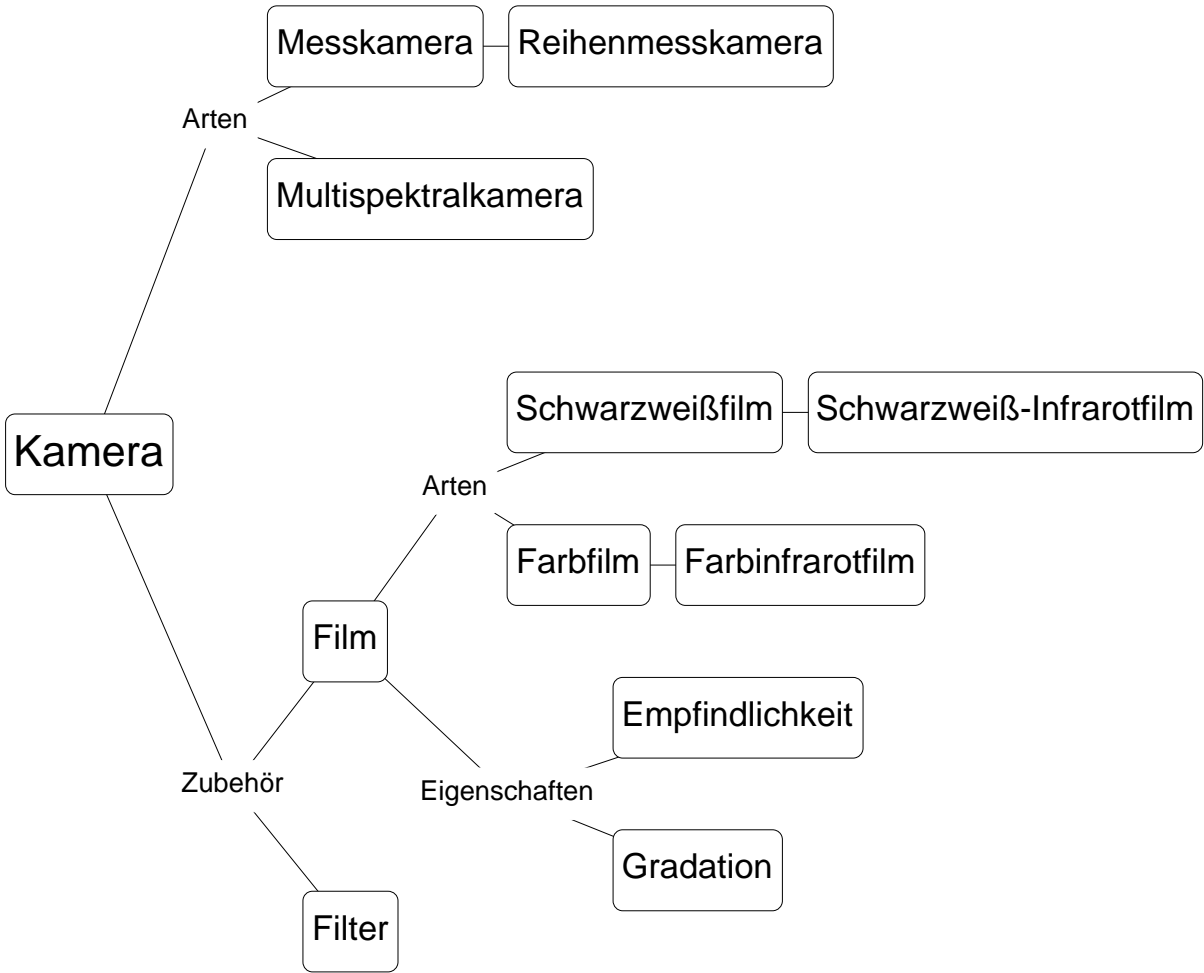 Messkamera
Reihenmesskamera
Arten
Multispektralkamera
Kamera
Schwarzweißfilm
Schwarzweiß-Infrarotfilm
Arten
Farbfilm
Farbinfrarotfilm
Film
Empfindlichkeit
Zubehör
Eigenschaften
Gradation
Filter